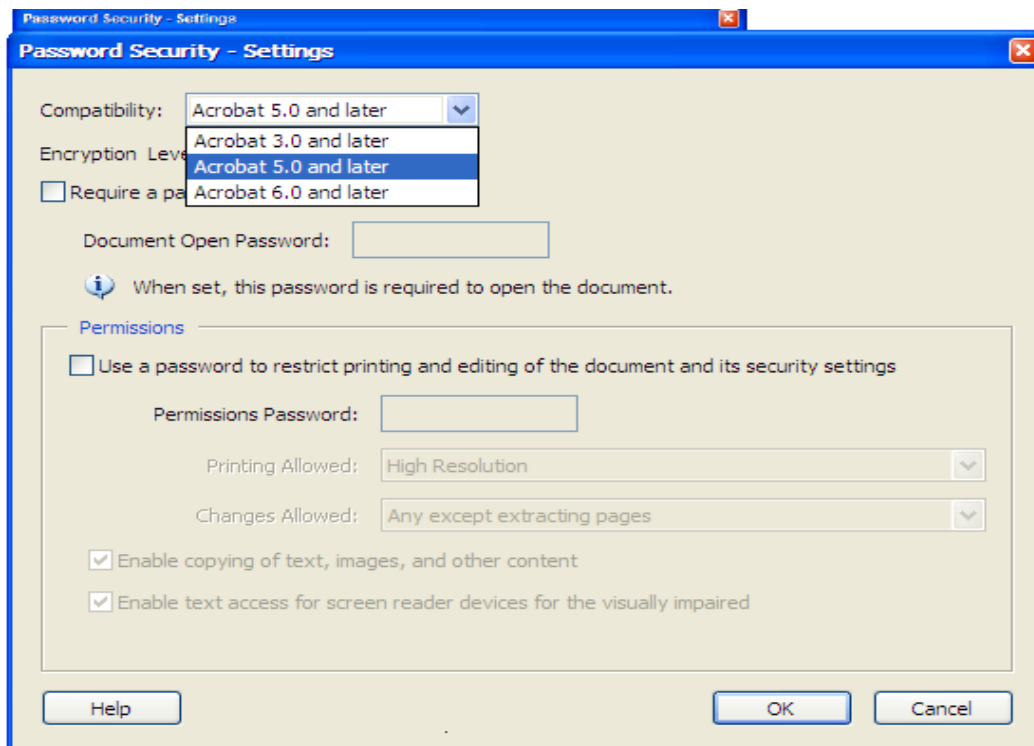 Password Security - Settings
Password Security - Settings
Compatibility: Acrobat 5.0 and later
Acrobat 3.0 and later
Encryption Leve
Acrobat 5.0 and later
Require a pa
Acrobat 6.0 and later
Document Open Password:
When set, this password is required to open the document.
Permissions
Use a password to restrict printing and editing of the document and its security settings
Permissions Password:
Printing Allowed: High Resolution
Changes Allowed: Any except extracting pages
Enable copying of text, images, and other content
Enable text access for screen reader devices for the visually impaired
Help OK Cancel